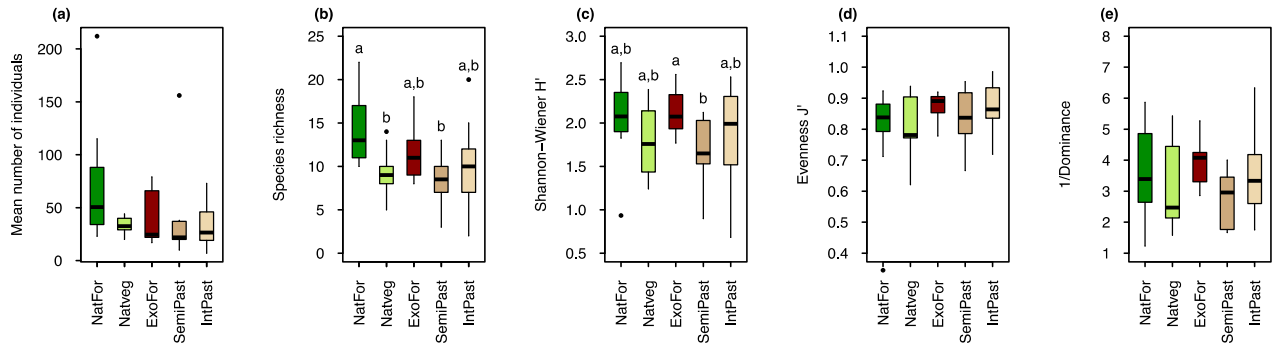 (a)
Mean number of individuals
200
150
100
50
0
NatFor
Natveg
ExoFor
SemiPast
IntPast
(b)
Species richness
25
20
15
10
5
0
a
b
a,b
b
a,b
NatFor
Natveg
ExoFor
SemiPast
IntPast
(c)
Shannon−Wiener H'
3.0
2.5
2.0
1.5
1.0
0.5
a,b
a,b
a
b
a,b
NatFor
Natveg
ExoFor
SemiPast
IntPast
(d)
Evenness J'
1.1
1.0
0.9
0.8
0.7
0.6
0.5
0.4
NatFor
Natveg
ExoFor
SemiPast
IntPast
(e)
1/Dominance
8
7
6
5
4
3
2
1
NatFor
Natveg
ExoFor
SemiPast
IntPast